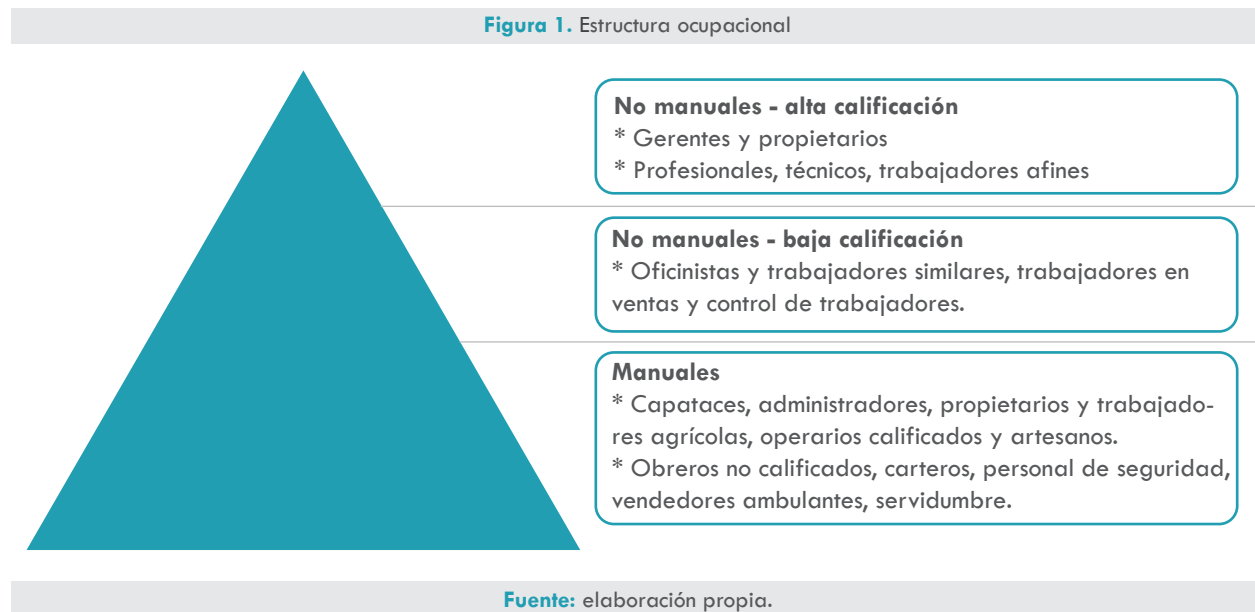 Figura 1. Estructura ocupacional
No manuales - alta calificación
* Gerentes y propietarios
* Profesionales, técnicos, trabajadores afines
No manuales - baja calificación
* Oficinistas y trabajadores similares, trabajadores en
ventas y control de trabajadores.
Manuales
* Capataces, administradores, propietarios y trabajado-
res agrícolas, operarios calificados y artesanos.
* Obreros no calificados, carteros, personal de seguridad,
vendedores ambulantes, servidumbre.
Fuente: elaboración propia.